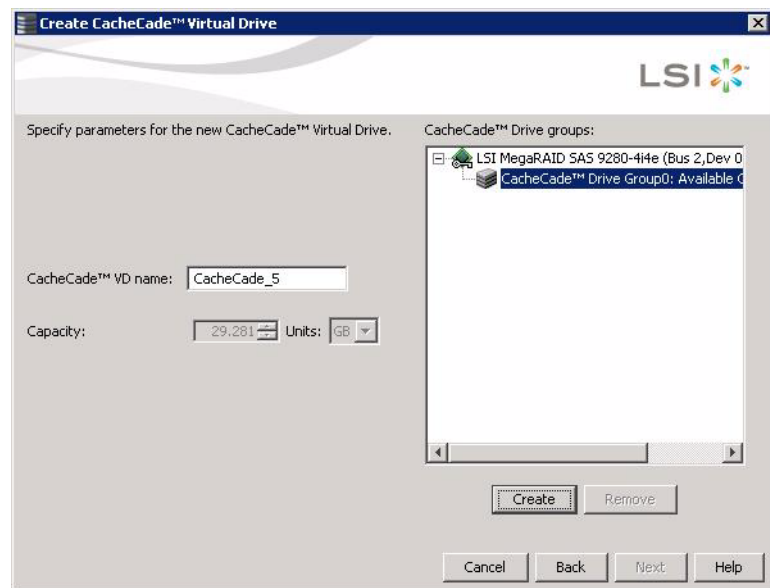 Create CacheCade™ Virtual Drive
LSI
Specify parameters for the new CacheCade™ Virtual Drive.
CacheCade™ Drive groups:
LSI MegaRAID SAS 9280-4i4e (Bus 2,Dev 0
CacheCade™ Drive Group0: Available
CacheCade™ VD name: CacheCade_5
Capacity: 29.281 Units: GB
Create Remove
Cancel Back Next Help